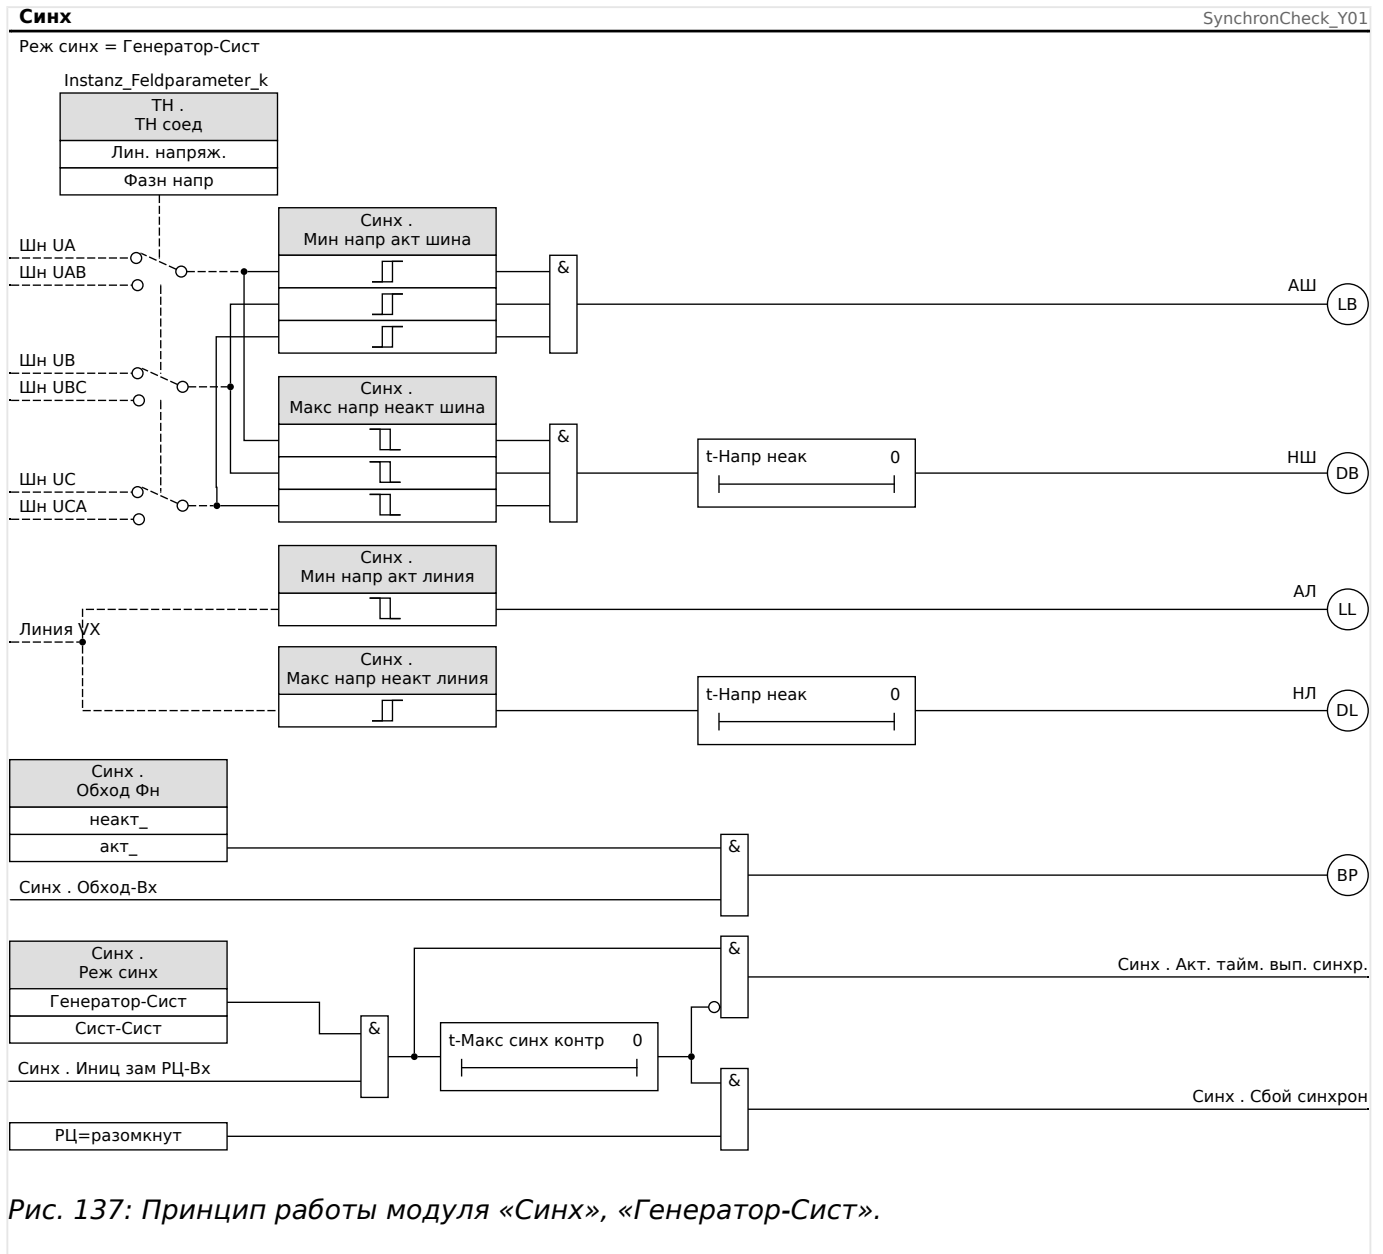 Синх
SynchronCheck_Y01
Реж синх = Генератор-Сист
Instanz_Feldparameter_k
ТН .
ТН соед
Лин. напряж.
Фазн напр
Синх .
Мин напр акт шина
Шн UA
Шн UAB
&
АШ
LB
Шн UB
Шн UBC
Синх .
Макс напр неакт шина
&
t-Напр неак 0
НШ
DB
Шн UC
Шн UCA
Синх .
Мин напр акт линия
АЛ
LL
Линия VX
Синх .
Макс напр неакт линия
t-Напр неак 0
НЛ
DL
Синх .
Обход Фн
неакт_
акт_
&
BP
Синх . Обход-Вх
Синх .
Реж синх
Генератор-Сист
Сист-Сист
&
Синх . Акт. тайм. вып. синхр.
&
t-Макс синх контр 0
Синх . Иниц зам РЦ-Вх
&
Синх . Сбой синхрон
РЦ=разомкнут
Рис. 137: Принцип работы модуля «Синх», «Генератор-Сист».